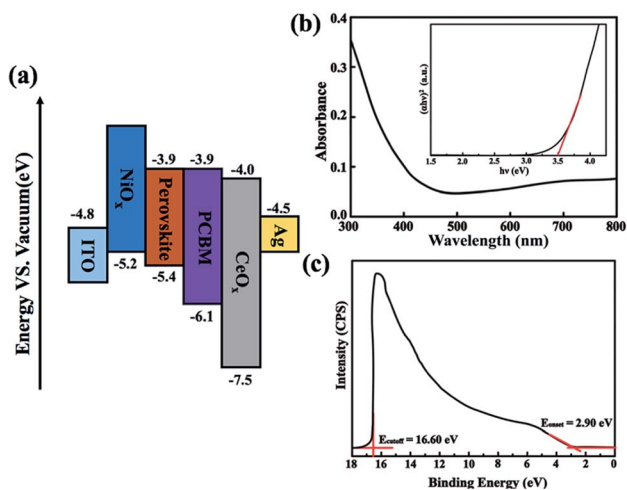 (a)
Energy VS. Vacuum(eV)
-4.8
ITO
NiOx
-5.2
-3.9
Perovskite
-5.4
-3.9
PCBM
-6.1
-4.0
CeOx
-7.5
-4.5
Ag
(b)
Absorbance
0.4
0.3
0.2
0.1
0.0
300 400 500 600 700 800
Wavelength (nm)
(αhν)² (a.u.)
1.5 2.0 2.5 3.0 3.5 4.0
hν (eV)
(c)
Intensity (CPS)
Ecutoff = 16.60 eV
Eonset = 2.90 eV
18 16 14 12 10 8 6 4 2 0
Binding Energy (eV)